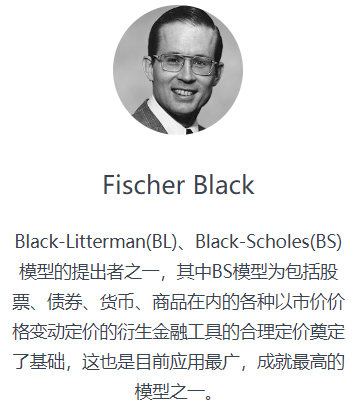 Fischer Black
Black-Litterman(BL)、Black-Scholes(BS)
模型的提出者之一，其中BS模型为包括股
票、债券、货币、商品在内的各种以市价价
格变动定价的衍生金融工具的合理定价奠定
了基础，这也是目前应用最广，成就最高的
模型之一。